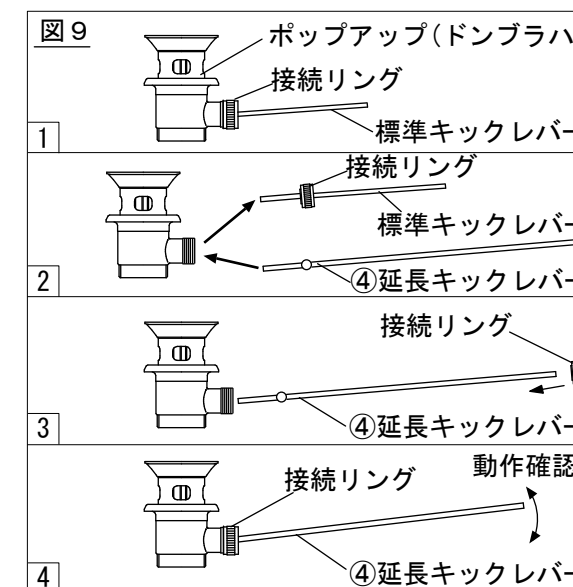 図９
ポップアップ（ドンブラハ
接続リング
標準キックレバー
1
接続リング
標準キックレバー
④延長キックレバー
2
接続リング
④延長キックレバー
3
動作確認
接続リング
④延長キックレバー
4